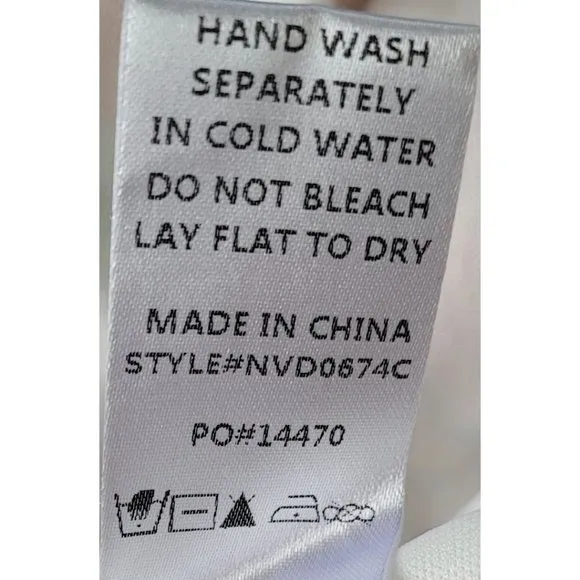 HAND WASH
SEPARATELY
IN COLD WATER
DO NOT BLEACH
LAY FLAT TO DRY
MADE IN CHINA
STYLE#NVD0674C
PO#14470